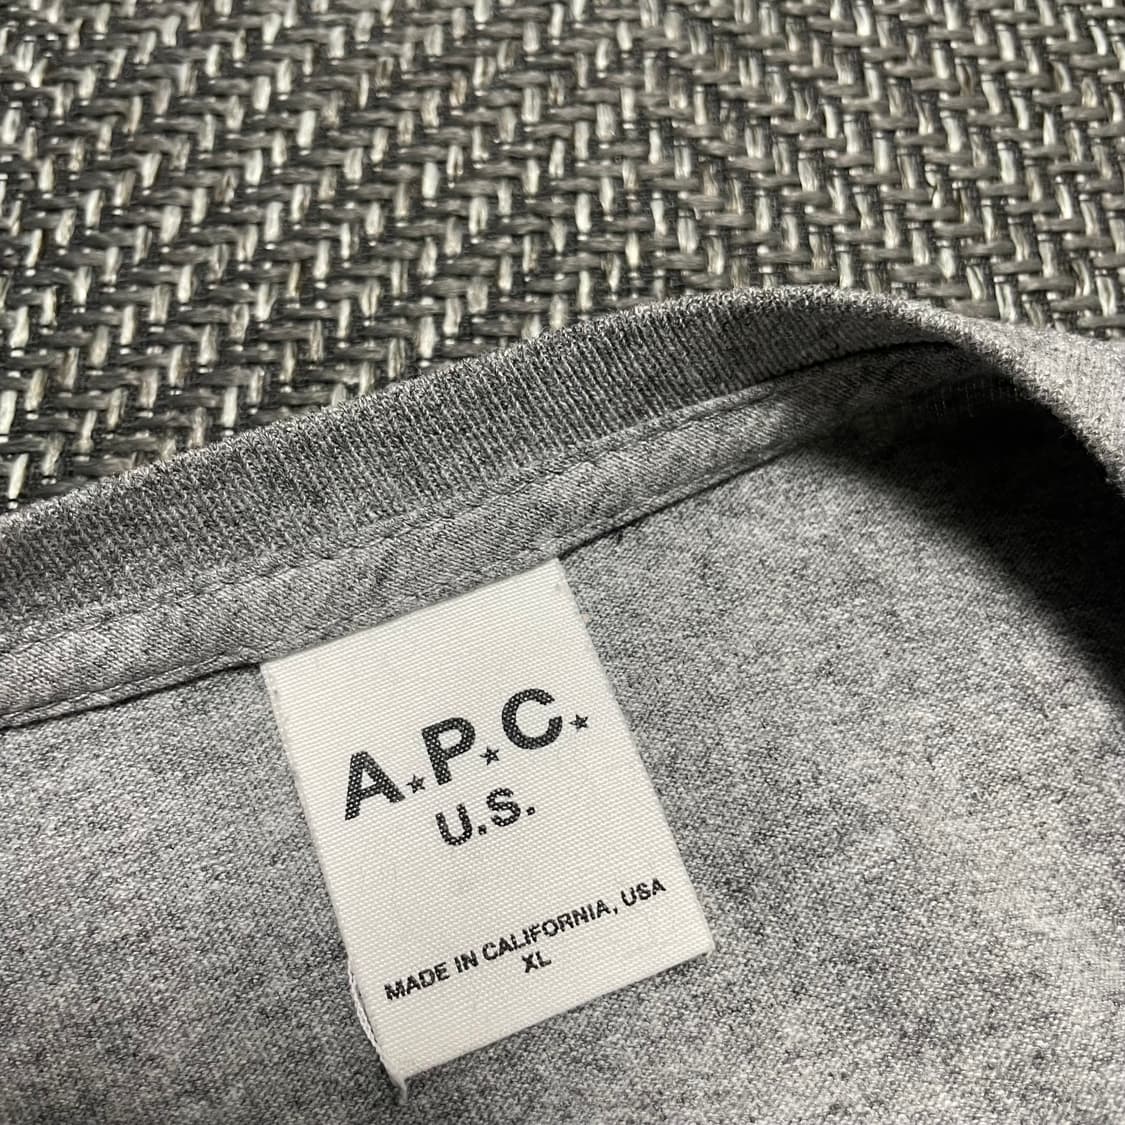 A★P★C★
U.S.
MADE IN CALIFORNIA, USA
XL